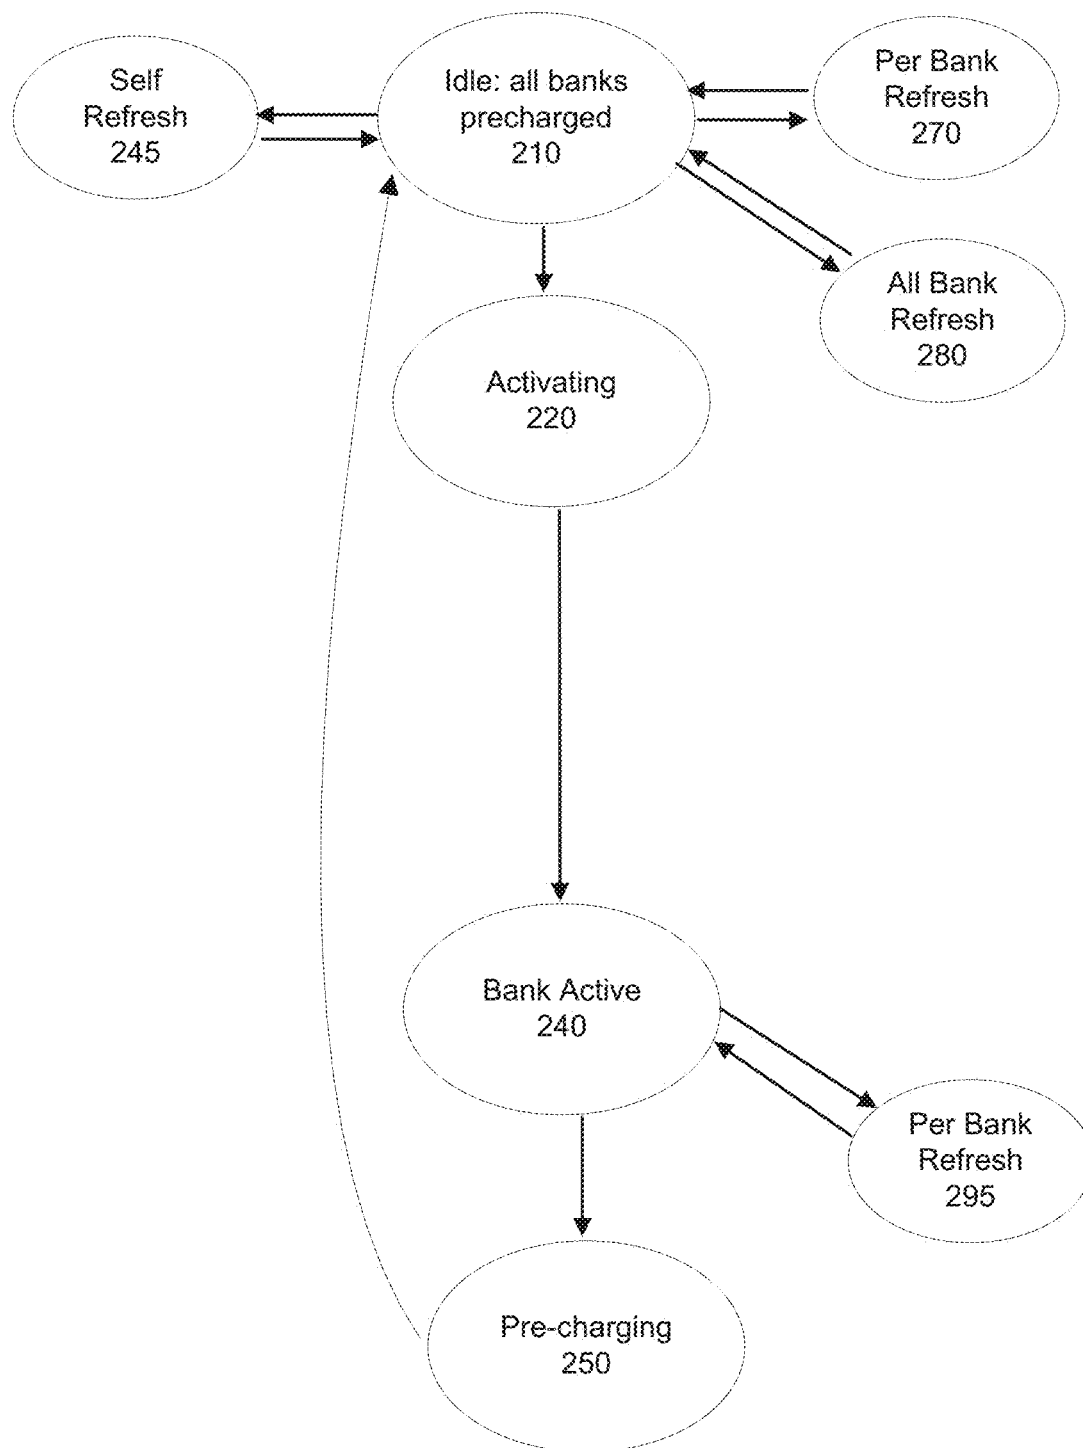 Self
Refresh
245
Idle: all banks
precharged
210
Per Bank
Refresh
270
All Bank
Refresh
280
Activating
220
Bank Active
240
Per Bank
Refresh
295
Pre-charging
250